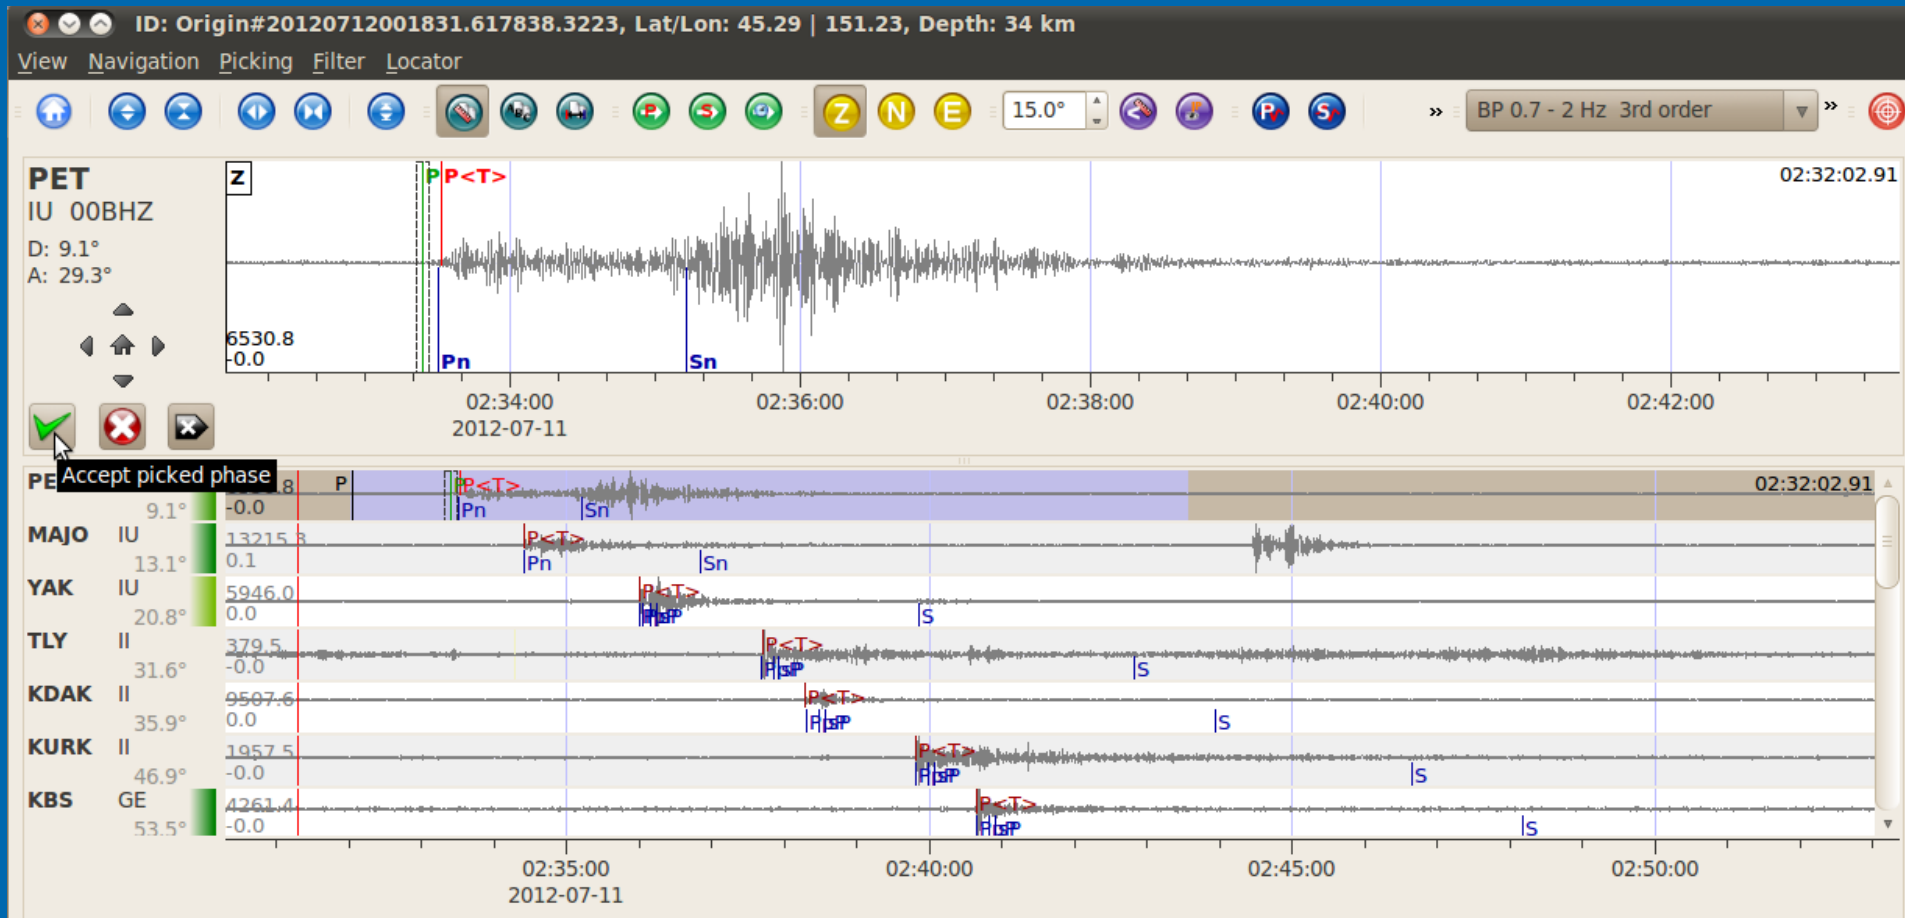 ID: Origin#20120712001831.617838.3223, Lat/Lon: 45.29 | 151.23, Depth: 34 km
View Navigation Picking Filter Locator
P S Z N E 15.0° P S » BP 0.7 - 2 Hz 3rd order »
PET
IU 00BHZ
D: 9.1°
A: 29.3°
Z P P<T> 02:32:02.91
6530.8
-0.0
Pn Sn
02:34:00 02:36:00 02:38:00 02:40:00 02:42:00
2012-07-11
Accept picked phase
PE .8 P P<T> 02:32:02.91
9.1° -0.0 Pn Sn
MAJO IU 13215.3 P<T>
13.1° 0.1 Pn Sn
YAK IU 5946.0 P<T>
20.8° 0.0 S
TLY II 379.5 P<T>
31.6° -0.0 S
KDAK II 9507.6 P<T>
35.9° 0.0 S
KURK II 1957.5 P<T>
46.9° -0.0 S
KBS GE 4261.4 P<T>
53.5° -0.0 S
02:35:00 02:40:00 02:45:00 02:50:00
2012-07-11